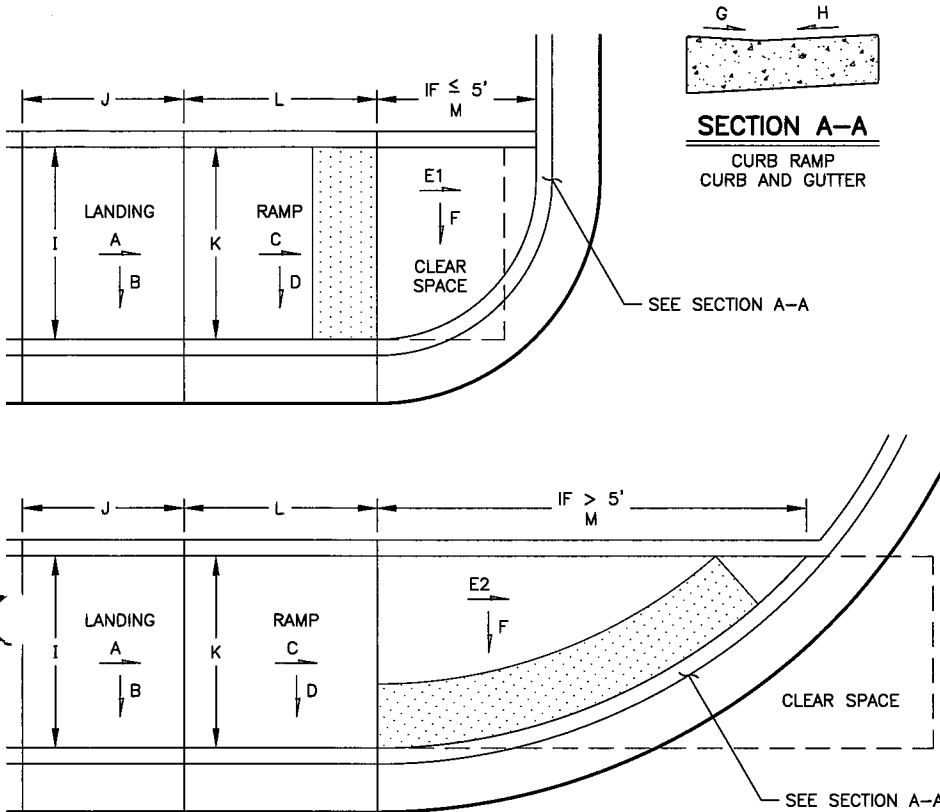 G H
SECTION A-A
CURB RAMP
CURB AND GUTTER
J L IF ≤ 5'
M
LANDING RAMP E1
I A K C F
B D CLEAR
SPACE
SEE SECTION A-A
J L IF > 5'
M
LANDING RAMP E2
I A K C F
B D
CLEAR SPACE
SEE SECTION A-A